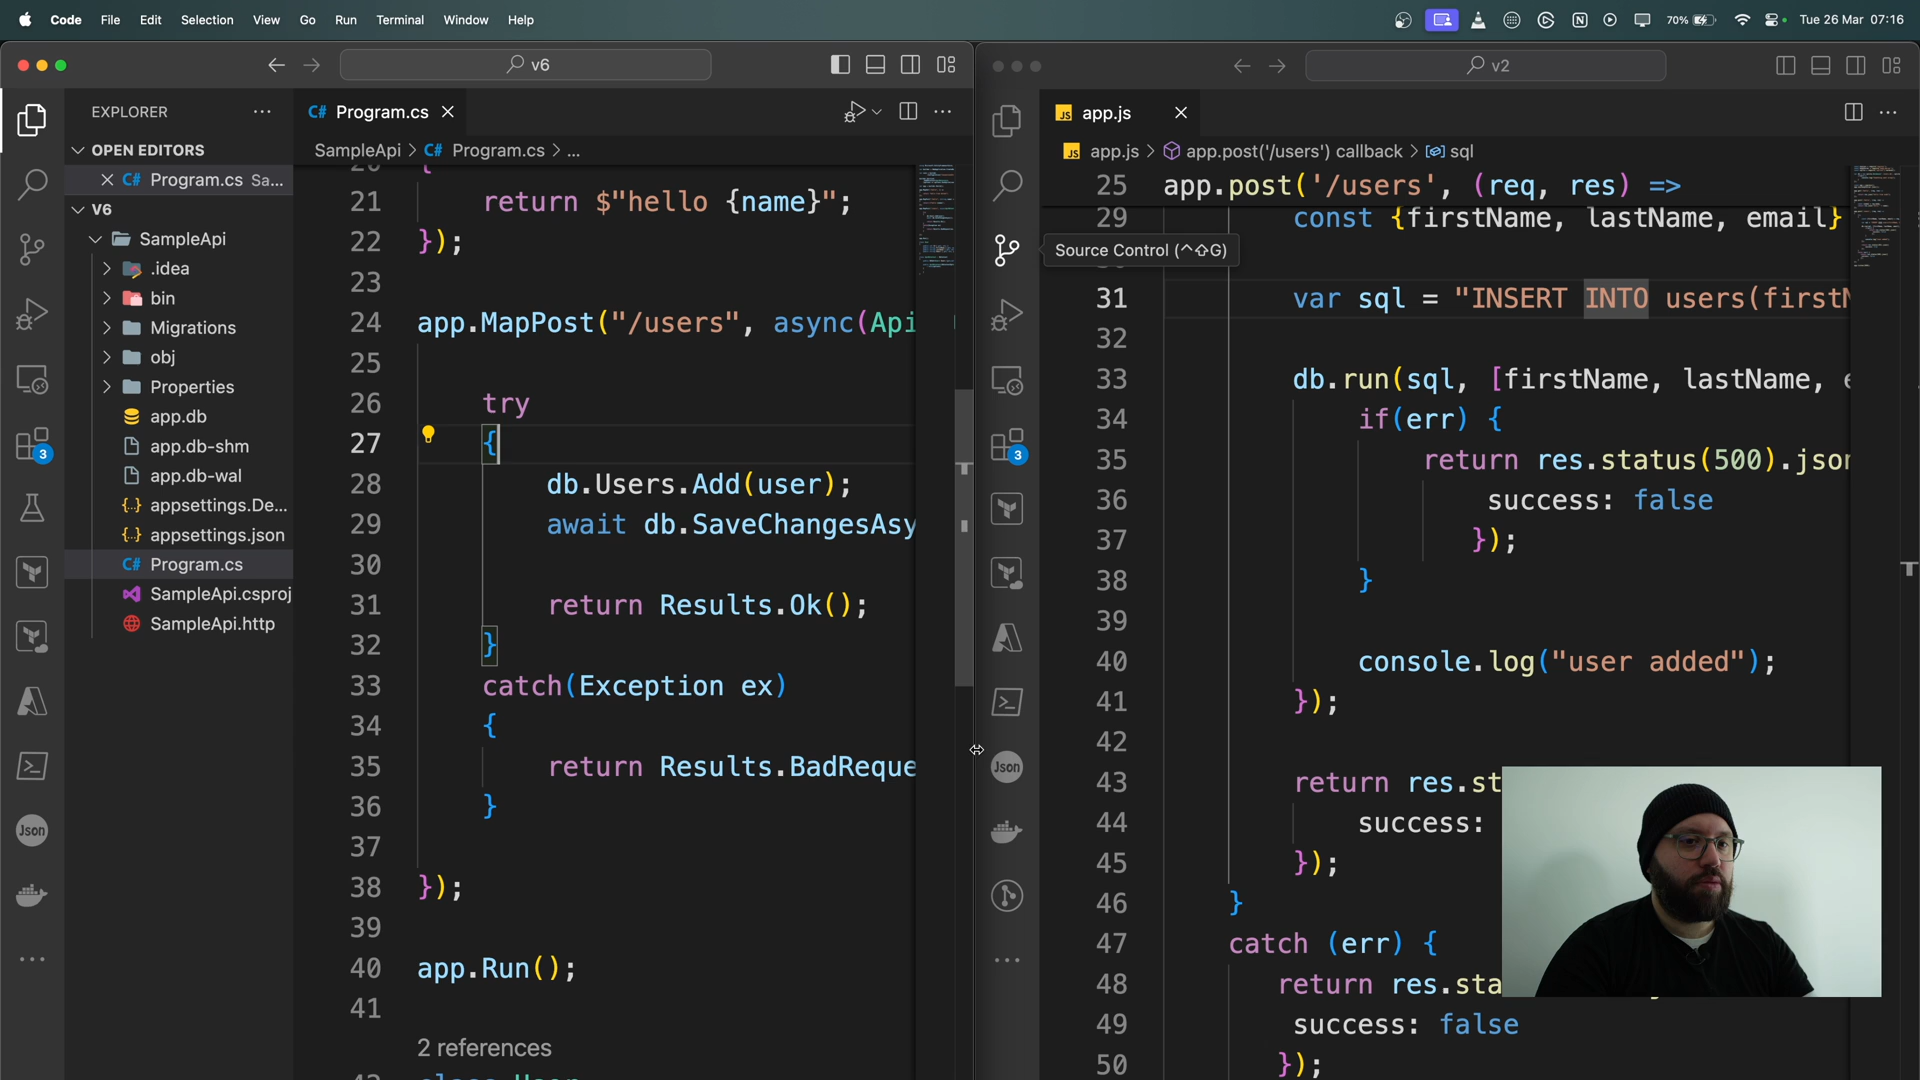 Code File Edit Selection View Go Run Terminal Window Help
70% Tue 26 Mar 07:16
v6
EXPLORER
OPEN EDITORS
C# Program.cs Sa...
V6
SampleApi
.idea
bin
Migrations
obj
Properties
app.db
app.db-shm
app.db-wal
{..} appsettings.De...
{..} appsettings.json
C# Program.cs
SampleApi.csproj
SampleApi.http
3
Json
C# Program.cs
SampleApi > C# Program.cs > ...
21 return $"hello {name}";
22 });
23
24 app.MapPost("/users", async(Api
25
26 try
27 {
28 db.Users.Add(user);
29 await db.SaveChangesAsy
30
31 return Results.Ok();
32 }
33 catch(Exception ex)
34 {
35 return Results.BadReque
36 }
37
38 });
39
40 app.Run();
41
2 references
v2
3
Json
JS app.js
JS app.js > app.post('/users') callback > sql
25 app.post('/users', (req, res) =>
29 const {firstName, lastName, email}
Source Control (^⇧G)
31 var sql = "INSERT INTO users(firstN
32
33 db.run(sql, [firstName, lastName, e
34 if(err) {
35 return res.status(500).json
36 success: false
37 });
38 }
39
40 console.log("user added");
41 });
42
43 return res.st
44 success:
45 });
46 }
47 catch (err) {
48 return res.sta
49 success: false
50 });